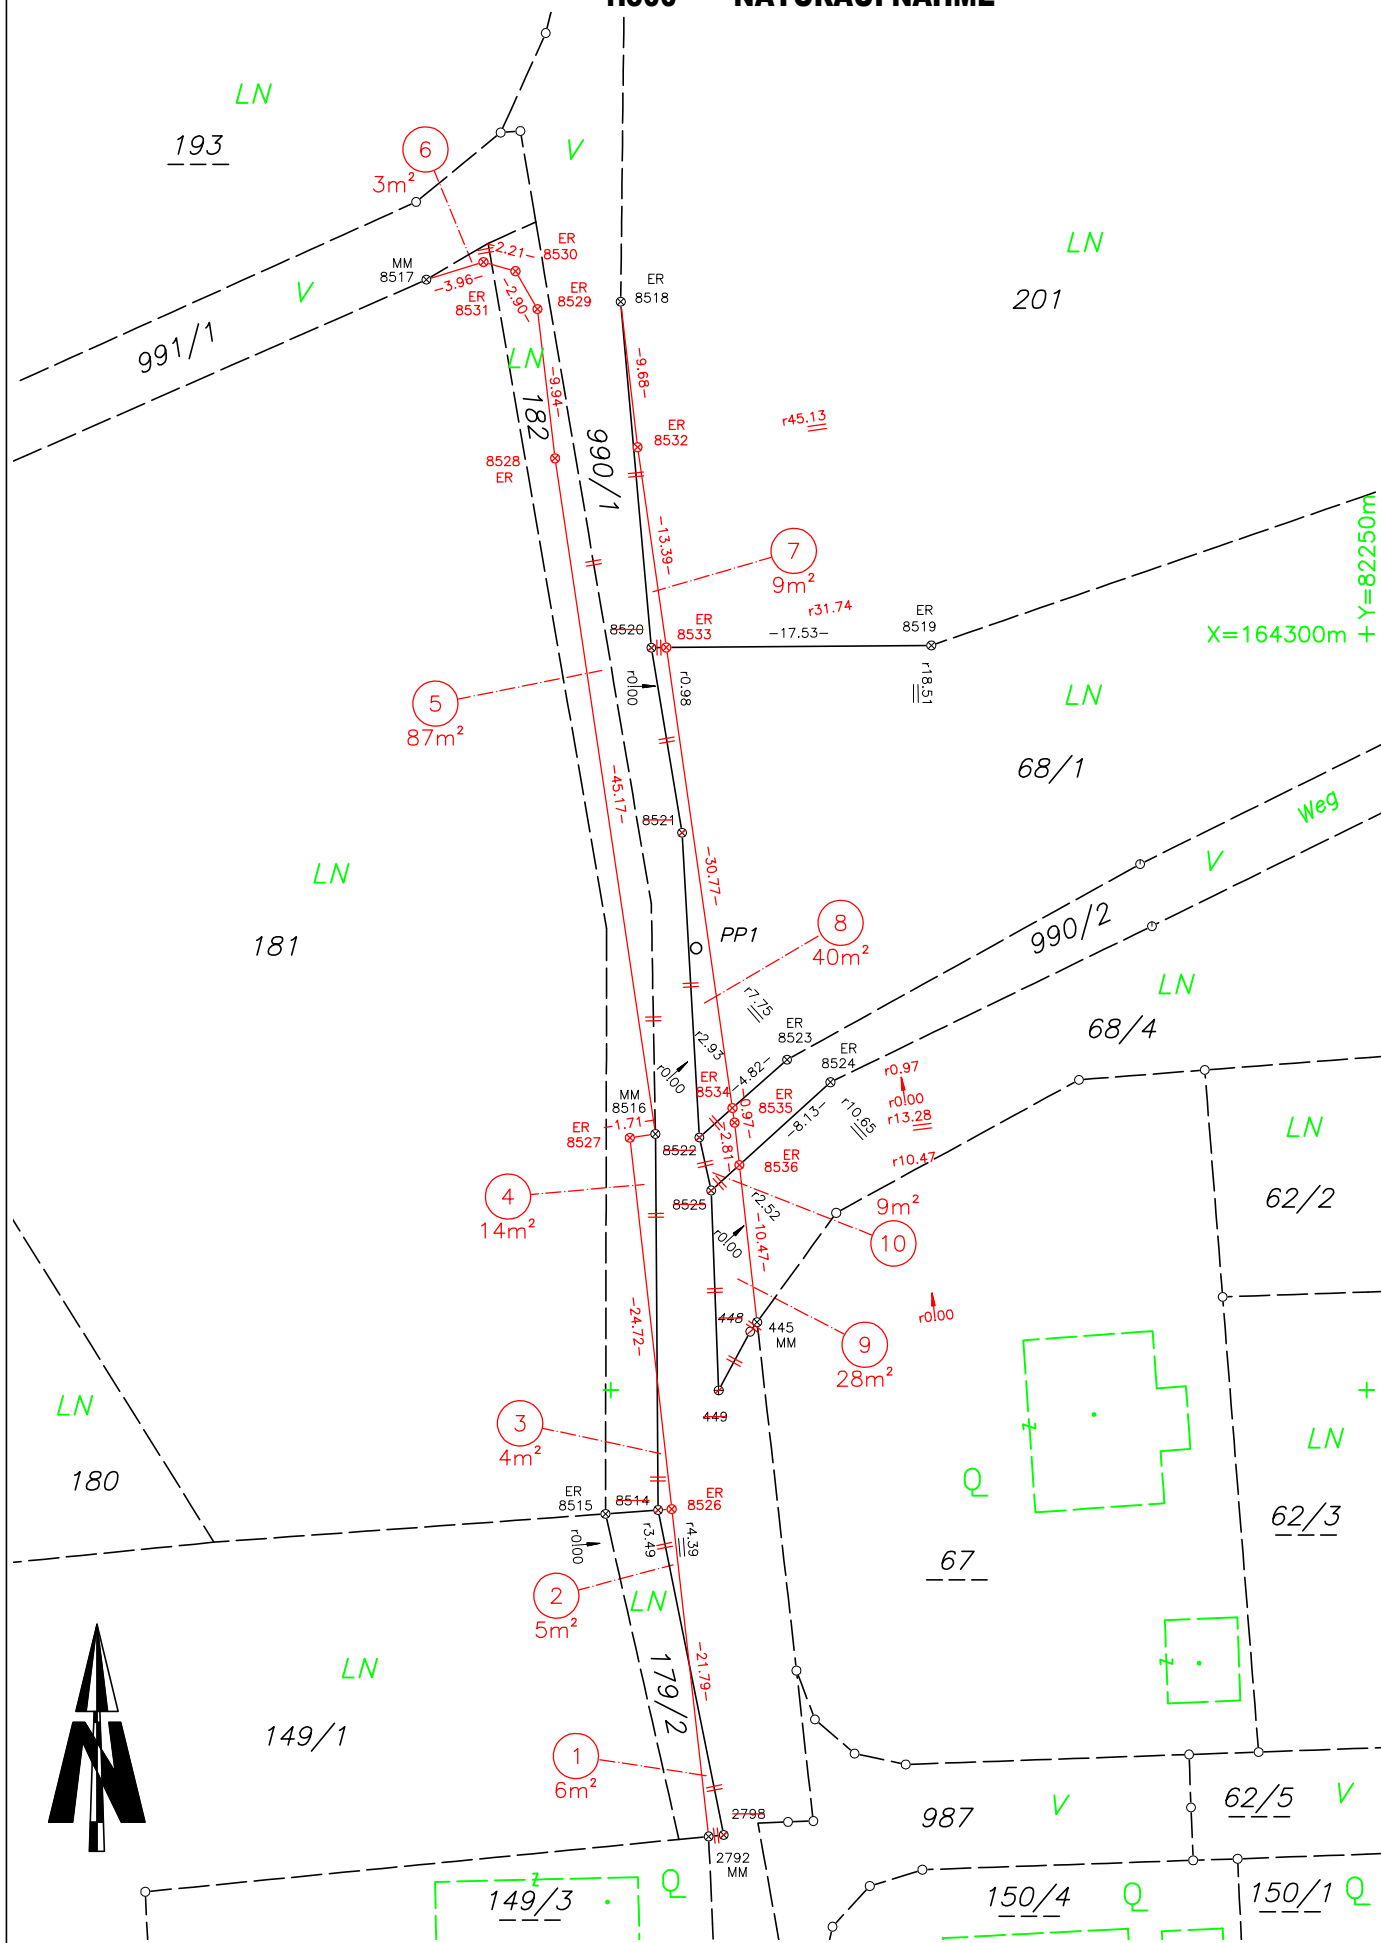 LN
193
6
3m²
V
-2.21-
ER
8530
MM
8517
-3.96-
ER
8531
-2.90-
ER
8529
ER
8518
LN
201
V
991/1
LN
182
-9.94-
-9.68-
r45.13
ER
8532
8528
ER
990/1
-13.39-
7
9m²
r31.74
ER
8519
8520
ER
8533
-17.53-
X=164300m + Y=82250m
r0.00
r0.98
r18.51
5
87m²
LN
68/1
-45.17-
8521
Weg
V
-30.77-
LN
181
8
40m²
PP1
990/2
LN
68/4
r7.75
r2.93
r0.00
ER
8523
ER
8524
-4.82-
ER
8534
ER
8535
-0.97-
r0.97
r0.00
r13.28
MM
8516
-1.71-
ER
8527
8522
-2.81-
-8.13-
r10.65
ER
8536
r10.47
LN
62/2
4
14m²
8525
r2.52
r0.00
-10.47-
9m²
10
-24.72-
448
445
MM
r0.00
9
28m²
449
LN
180
3
4m²
Q
LN
62/3
ER
8515
8514
ER
8526
r0.00
r3.49
r4.39
67
2
5m²
LN
-21.79-
LN
179/2
149/1
N
1
6m²
2798
2792
MM
987
V
62/5
V
149/3
Q
150/4
Q
150/1
Q